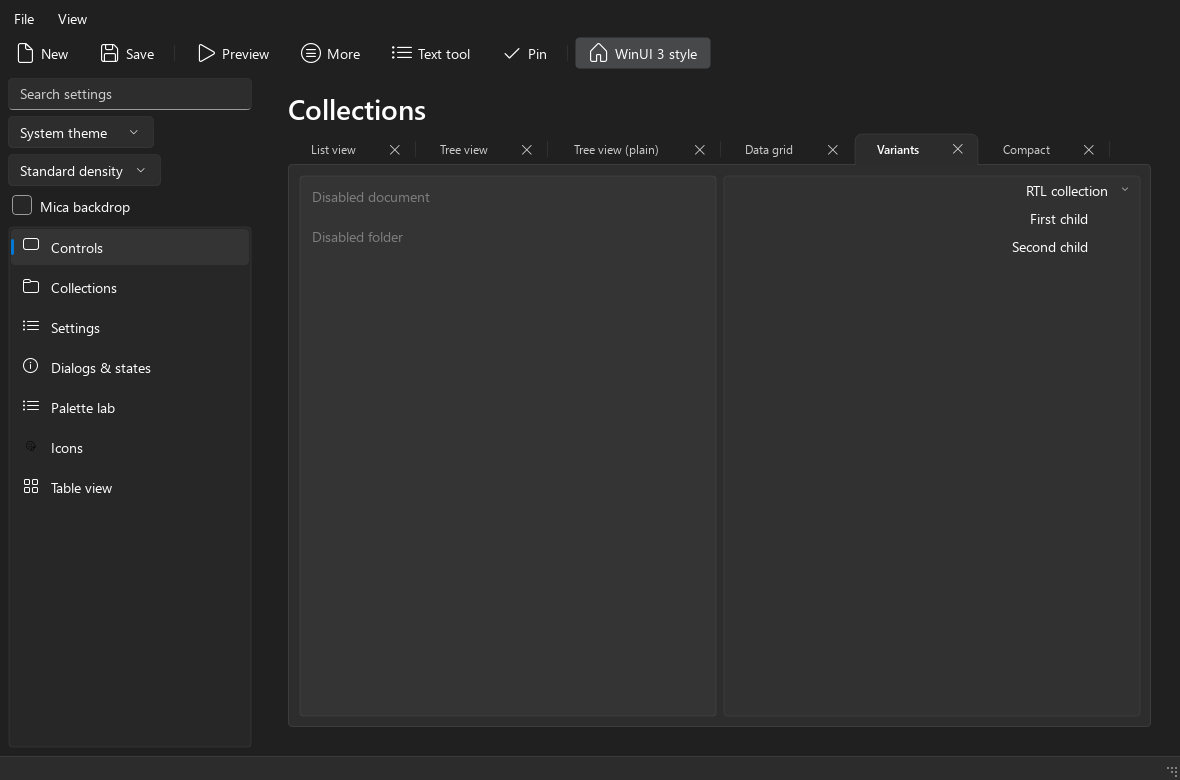 File View
New Save Preview More Text tool Pin WinUI 3 style
Search settings
System theme
Standard density
Mica backdrop
Controls
Collections
Settings
Dialogs & states
Palette lab
Icons
Table view
Collections
List view Tree view Tree view (plain) Data grid Variants Compact
Disabled document
Disabled folder
RTL collection
First child
Second child